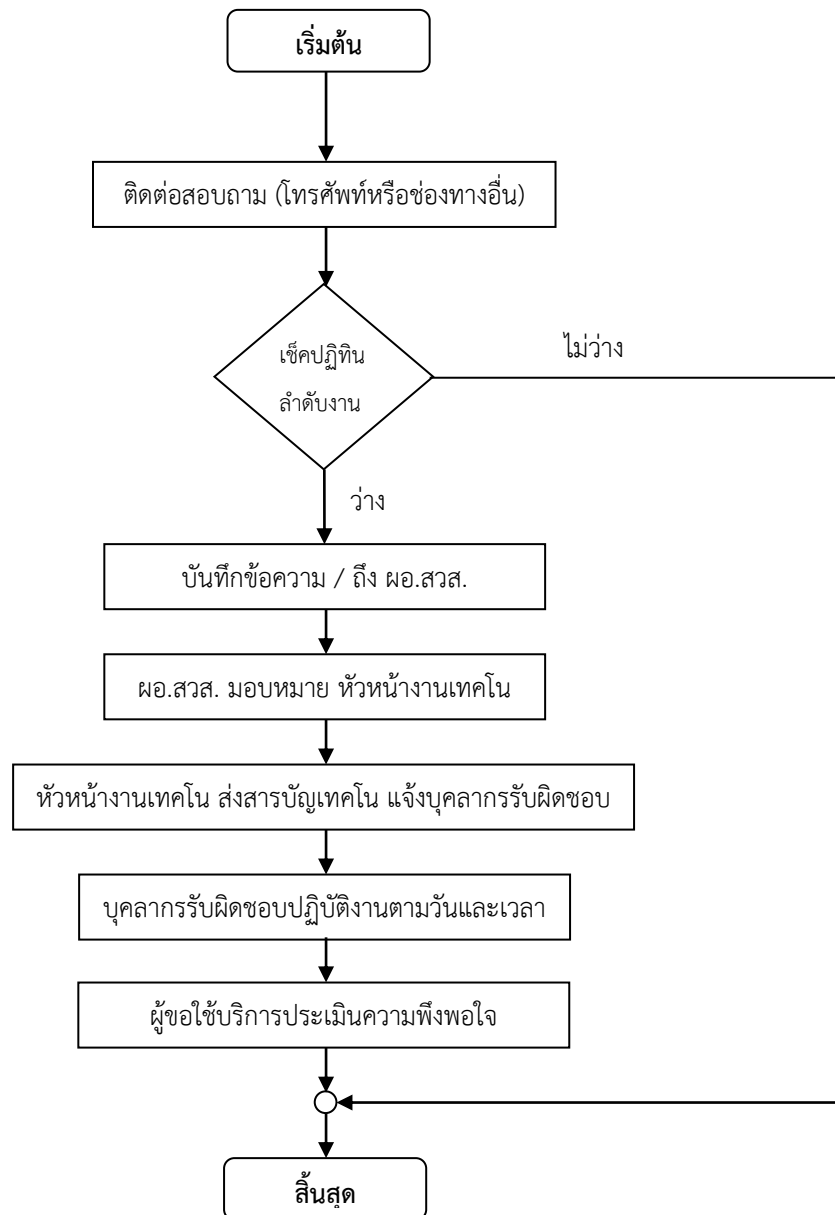 เริ่มต้น
ติดต่อสอบถาม (โทรศัพท์หรือช่องทางอื่น)
เช็คปฏิทิน
ลำดับงาน
ไม่ว่าง
ว่าง
บันทึกข้อความ / ถึง ผอ.สวส.
ผอ.สวส. มอบหมาย หัวหน้างานเทคโน
หัวหน้างานเทคโน ส่งสารบัญเทคโน แจ้งบุคลากรรับผิดชอบ
บุคลากรรับผิดชอบปฏิบัติงานตามวันและเวลา
ผู้ขอใช้บริการประเมินความพึงพอใจ
สิ้นสุด